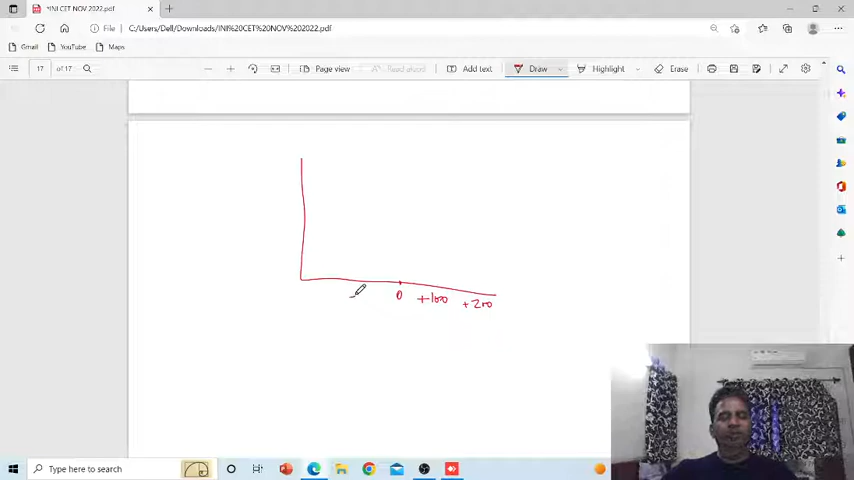 *INI CET NOV 2022.pdf
File
C:/Users/Dell/Downloads/INI%20CET%20NOV%202022.pdf
Gmail
YouTube
Maps
17 of 17
Page view
Read aloud
Add text
Draw
Highlight
Erase
0
+100
+200
Type here to search